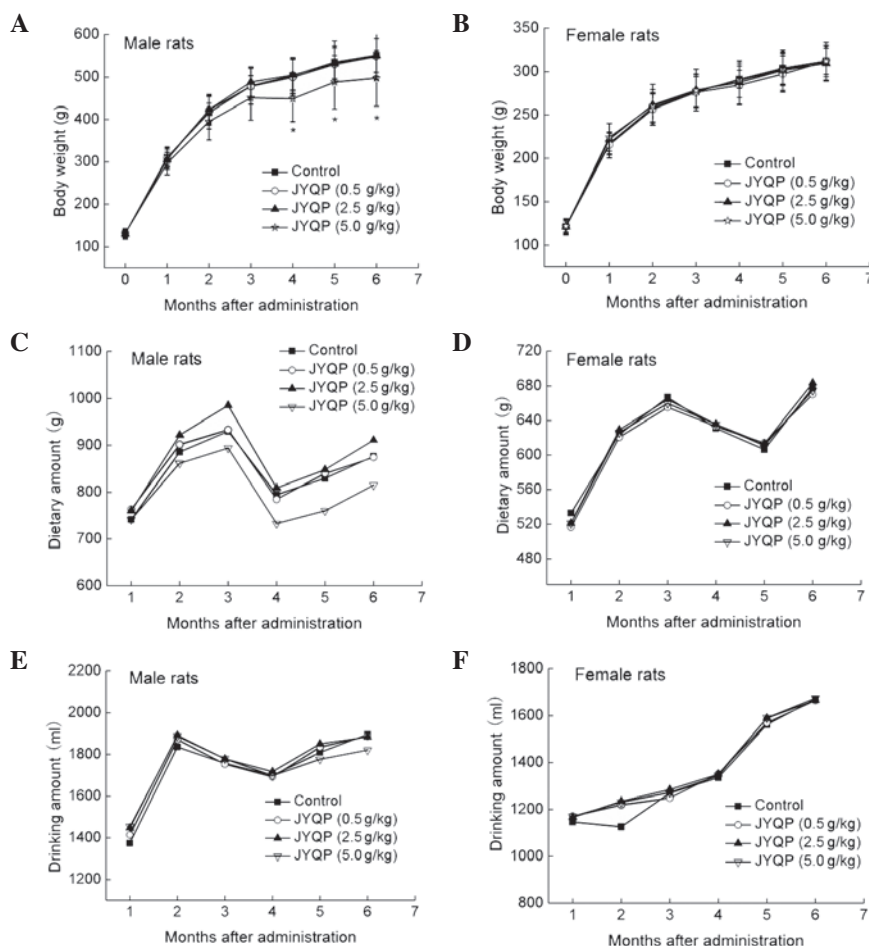 A
Male rats
Body weight (g)
600
500
400
300
200
100
* * *
Control
JYQP (0.5 g/kg)
JYQP (2.5 g/kg)
JYQP (5.0 g/kg)
0 1 2 3 4 5 6 7
Months after administration
B
Female rats
Body weight (g)
350
300
250
200
150
100
Control
JYQP (0.5 g/kg)
JYQP (2.5 g/kg)
JYQP (5.0 g/kg)
0 1 2 3 4 5 6 7
Months after administration
C
Male rats
Dietary amount (g)
1100
1000
900
800
700
600
Control
JYQP (0.5 g/kg)
JYQP (2.5 g/kg)
JYQP (5.0 g/kg)
1 2 3 4 5 6 7
Months after administration
D
Female rats
Dietary amount (g)
720
680
640
600
560
520
480
Control
JYQP (0.5 g/kg)
JYQP (2.5 g/kg)
JYQP (5.0 g/kg)
1 2 3 4 5 6 7
Months after administration
E
Male rats
Drinking amount (ml)
2200
2000
1800
1600
1400
1200
Control
JYQP (0.5 g/kg)
JYQP (2.5 g/kg)
JYQP (5.0 g/kg)
1 2 3 4 5 6 7
Months after administration
F
Female rats
Drinking amount (ml)
1800
1600
1400
1200
1000
800
Control
JYQP (0.5 g/kg)
JYQP (2.5 g/kg)
JYQP (5.0 g/kg)
1 2 3 4 5 6 7
Months after administration